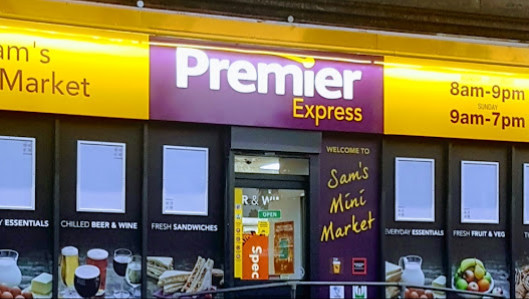 am's
Market
Premier
Express
8am-9pm
SUNDAY
9am-7pm
WELCOME TO
Sam's
Mini
Market
R & W
OPEN
Spec
Y ESSENTIALS
CHILLED BEER & WINE
FRESH SANDWICHES
EVERYDAY ESSENTIALS
FRESH FRUIT & VEG